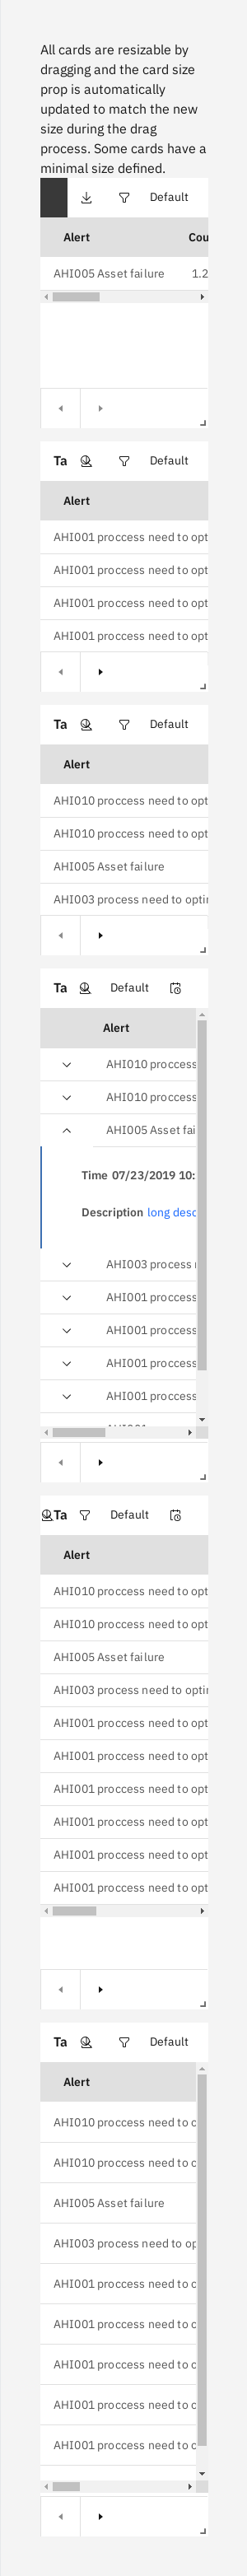 All cards are resizable by
dragging and the card size
prop is automatically
updated to match the new
size during the drag
process. Some cards have a
minimal size defined.
Default
Alert Cou
AHI005 Asset failure 1.2
Ta Default
Alert
AHI001 proccess need to opt
AHI001 proccess need to opt
AHI001 proccess need to opt
AHI001 proccess need to opt
Ta Default
Alert
AHI010 proccess need to opt
AHI010 proccess need to opt
AHI005 Asset failure
AHI003 process need to optin
Ta Default
Alert
AHI010 proccess
AHI010 proccess
AHI005 Asset fai
Time 07/23/2019 10:
Description long desc
AHI003 process
AHI001 proccess
AHI001 proccess
AHI001 proccess
AHI001 proccess
Ta Default
Alert
AHI010 proccess need to opt
AHI010 proccess need to opt
AHI005 Asset failure
AHI003 process need to optin
AHI001 proccess need to opt
AHI001 proccess need to opt
AHI001 proccess need to opt
AHI001 proccess need to opt
AHI001 proccess need to opt
AHI001 proccess need to opt
Ta Default
Alert
AHI010 proccess need to o
AHI010 proccess need to o
AHI005 Asset failure
AHI003 process need to op
AHI001 proccess need to o
AHI001 proccess need to o
AHI001 proccess need to o
AHI001 proccess need to o
AHI001 proccess need to o